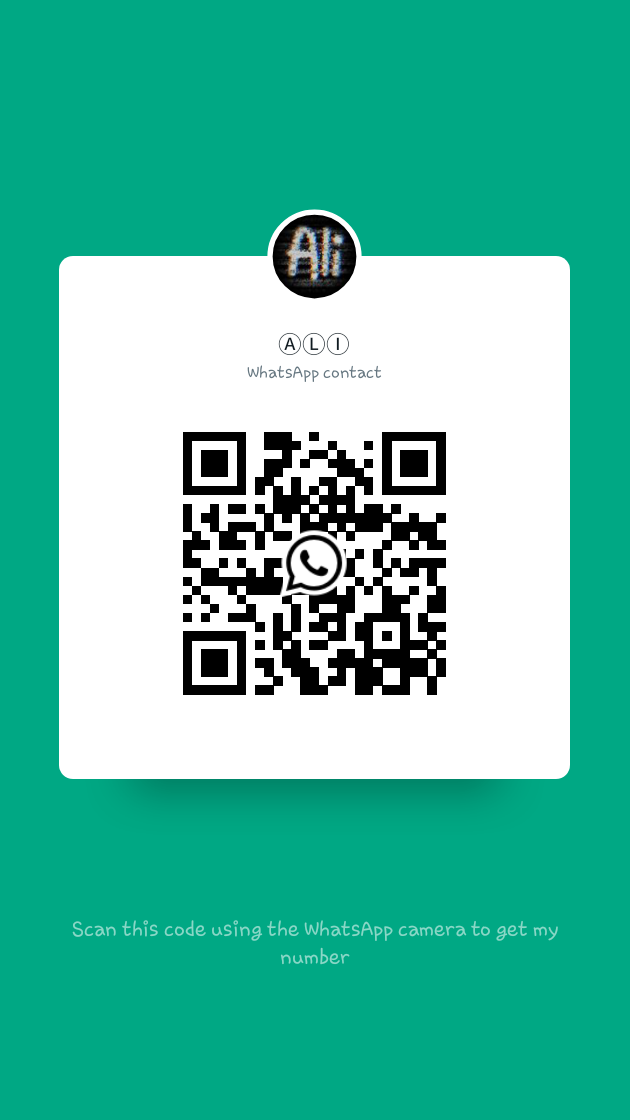 Ali
ⒶⓁⒾ
WhatsApp contact
Scan this code using the WhatsApp camera to get my
number